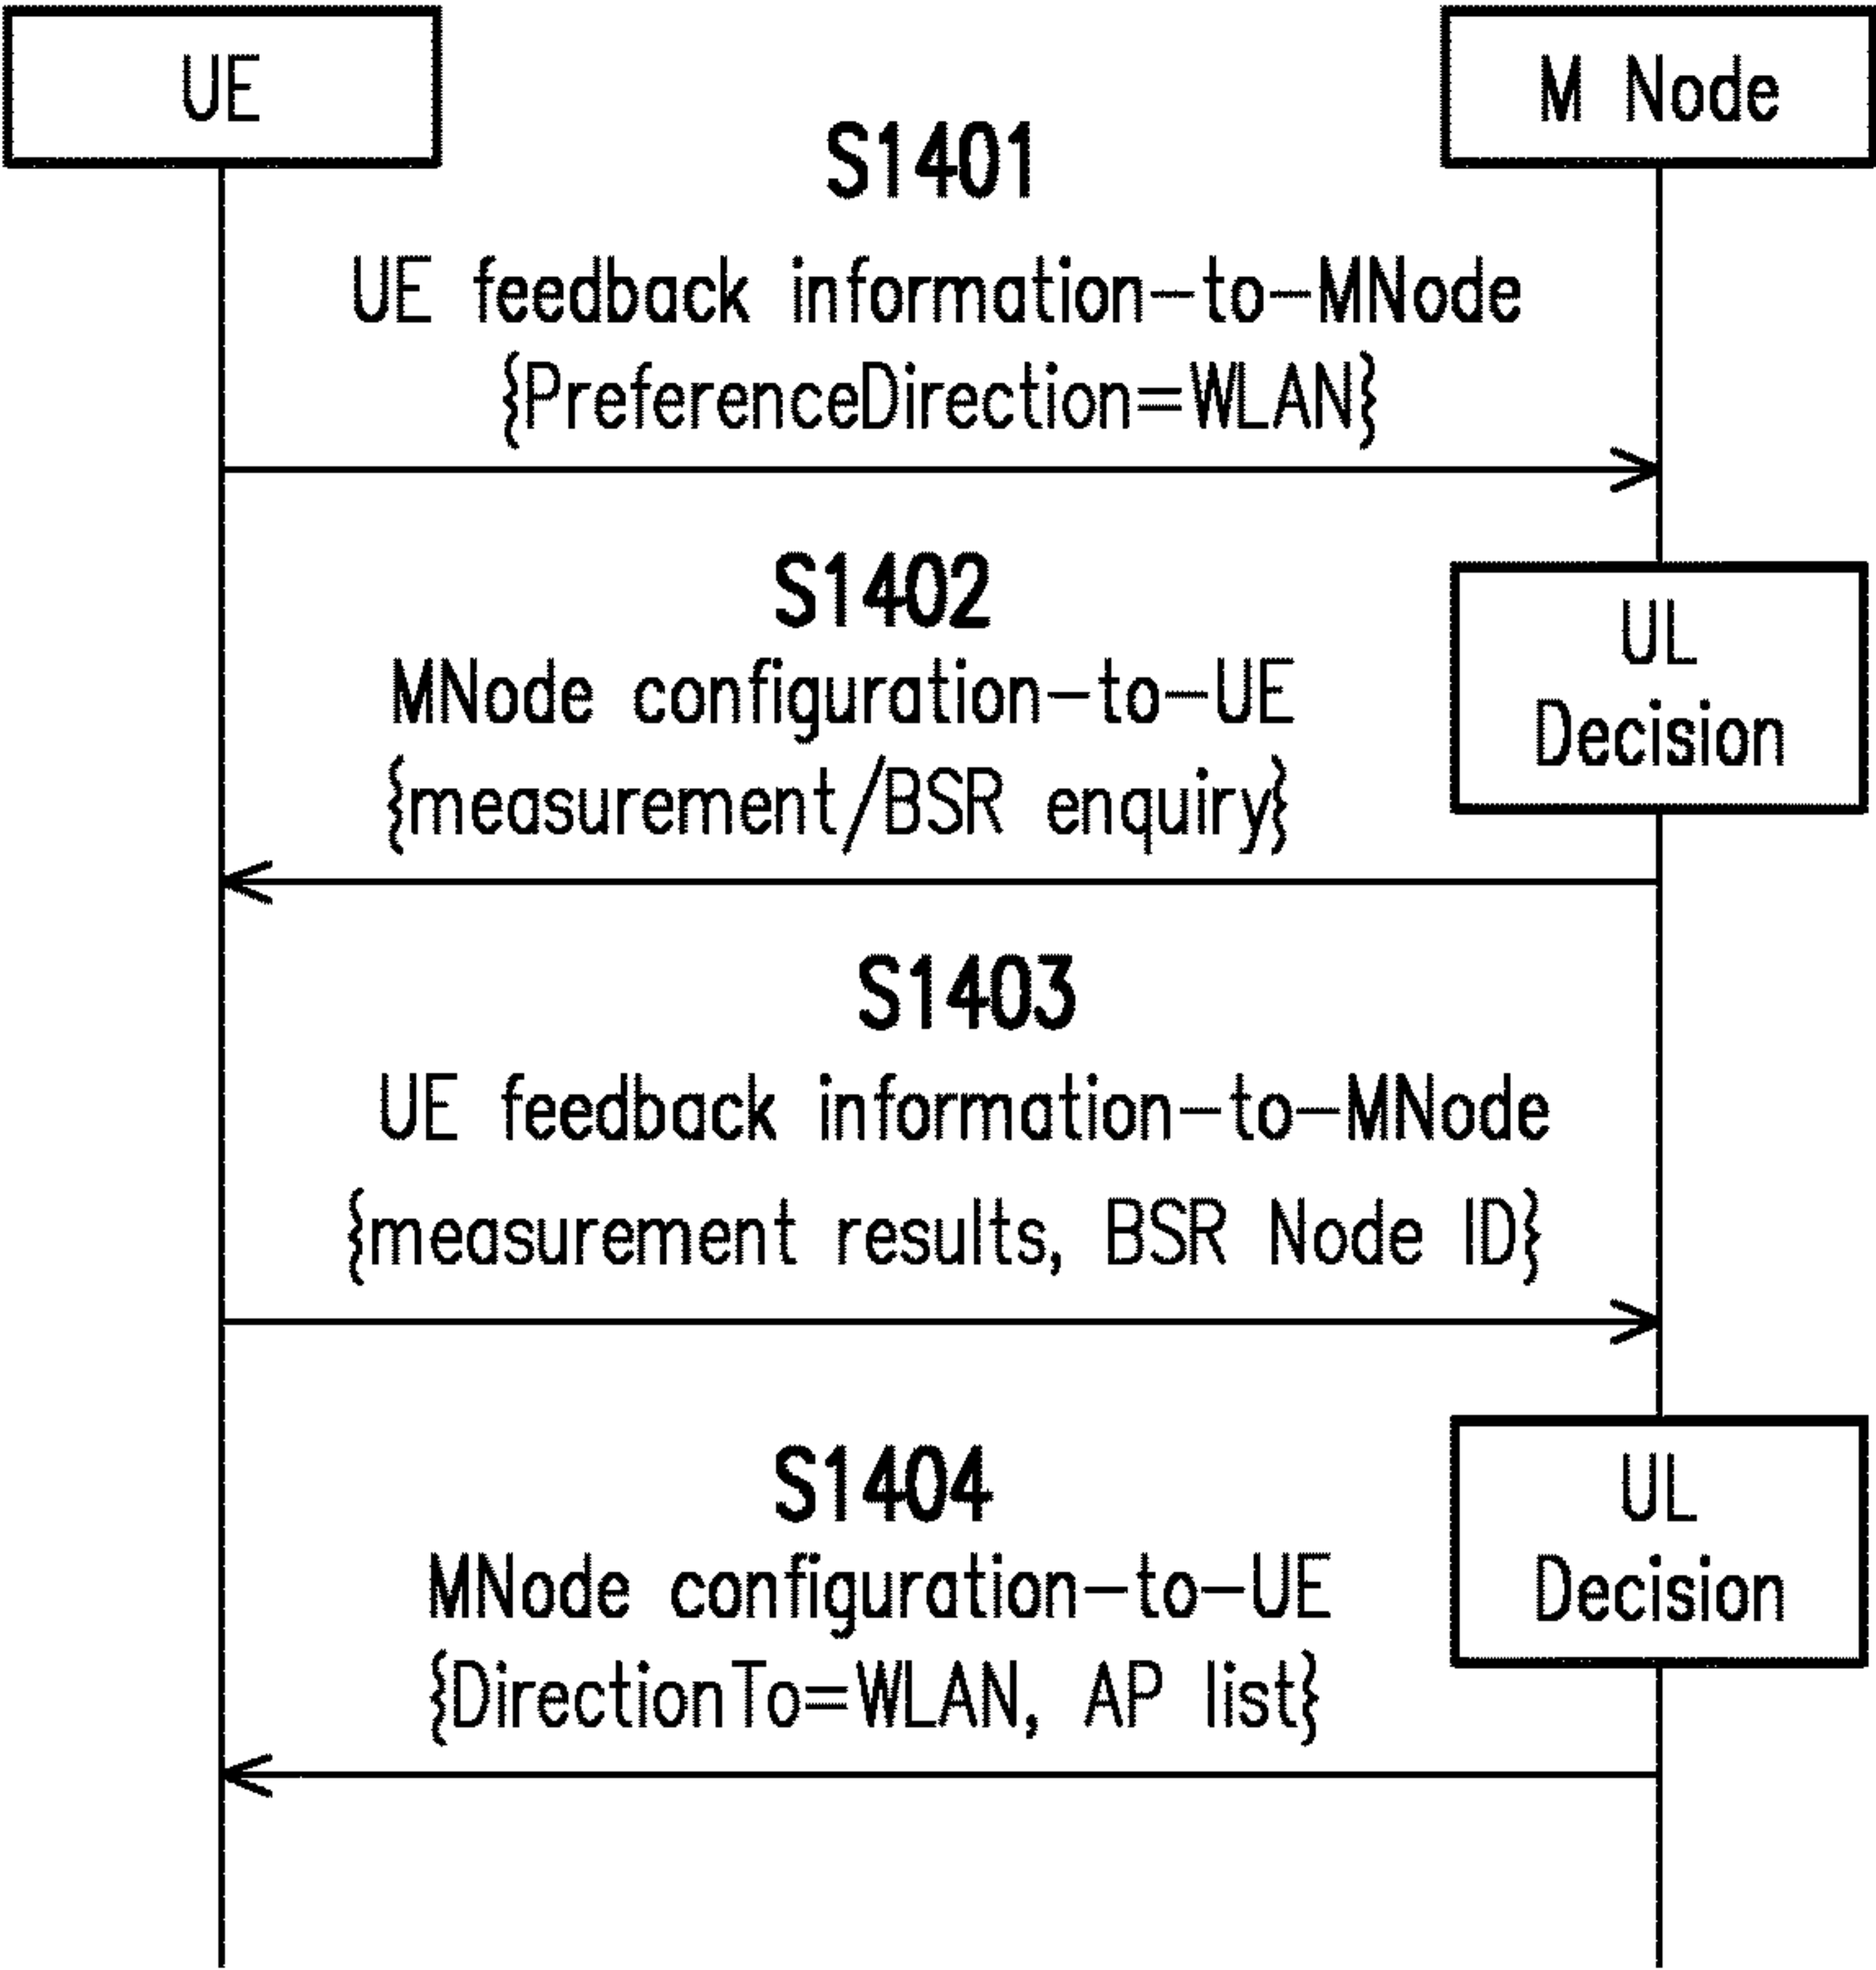 UE
M Node
S1401
UE feedback information-to-MNode
{PreferenceDirection=WLAN}
S1402
MNode configuration-to-UE
{measurement/BSR enquiry}
UL
Decision
S1403
UE feedback information-to-MNode
{measurement results, BSR Node ID}
S1404
MNode configuration-to-UE
{DirectionTo=WLAN, AP list}
UL
Decision